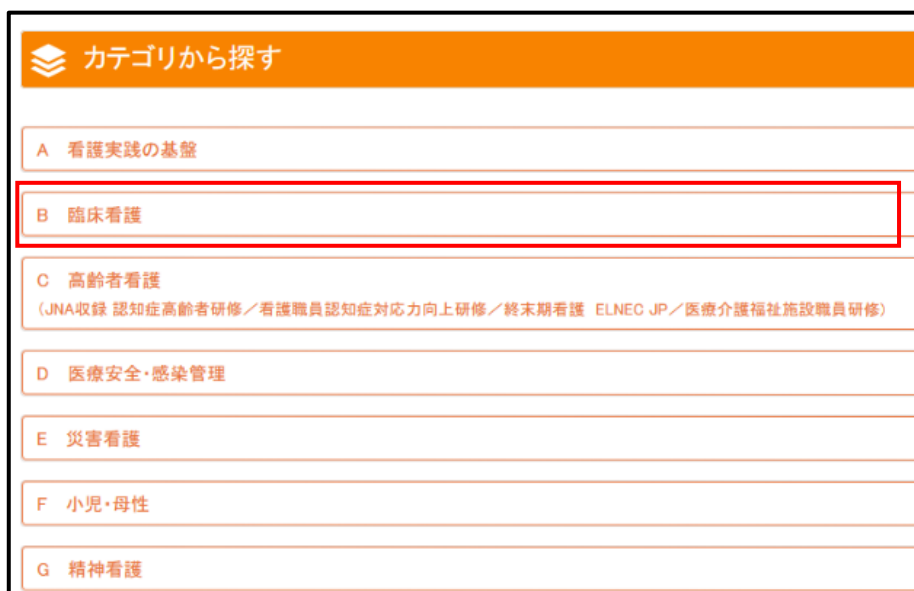 カテゴリから探す
A 看護実践の基盤
B 臨床看護
C 高齢者看護
(JNA収録 認知症高齢者研修／看護職員認知症対応力向上研修／終末期看護 ELNEC JP／医療介護福祉施設職員研修)
D 医療安全・感染管理
E 災害看護
F 小児・母性
G 精神看護